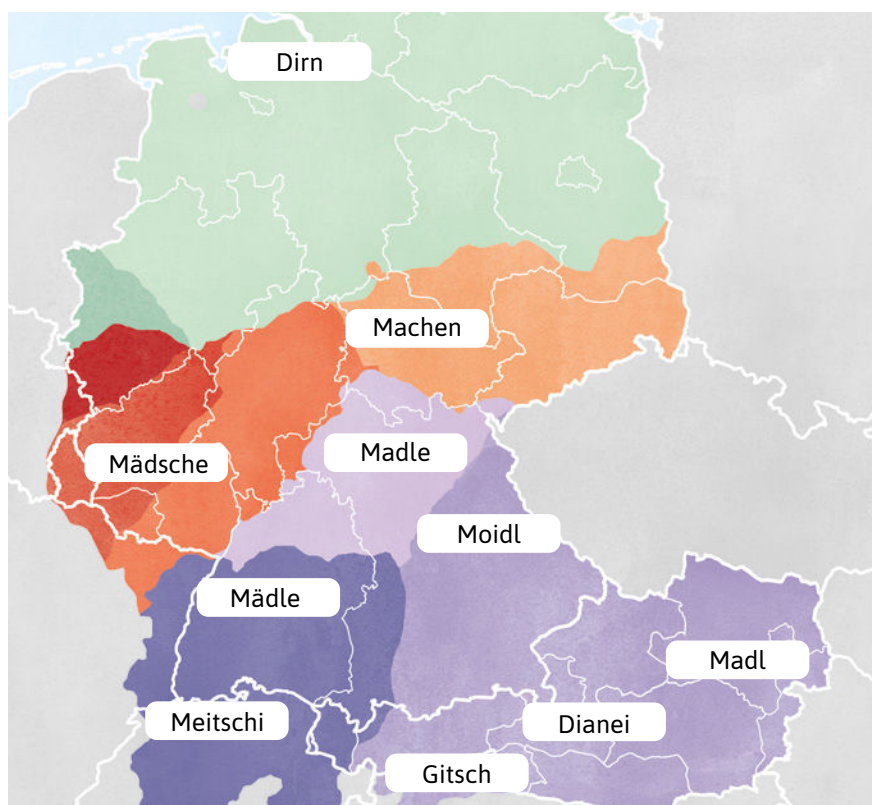 Dirn
Machen
Madle
Mädsche
Moidl
Mädle
Madl
Meitschi
Dianei
Gitsch